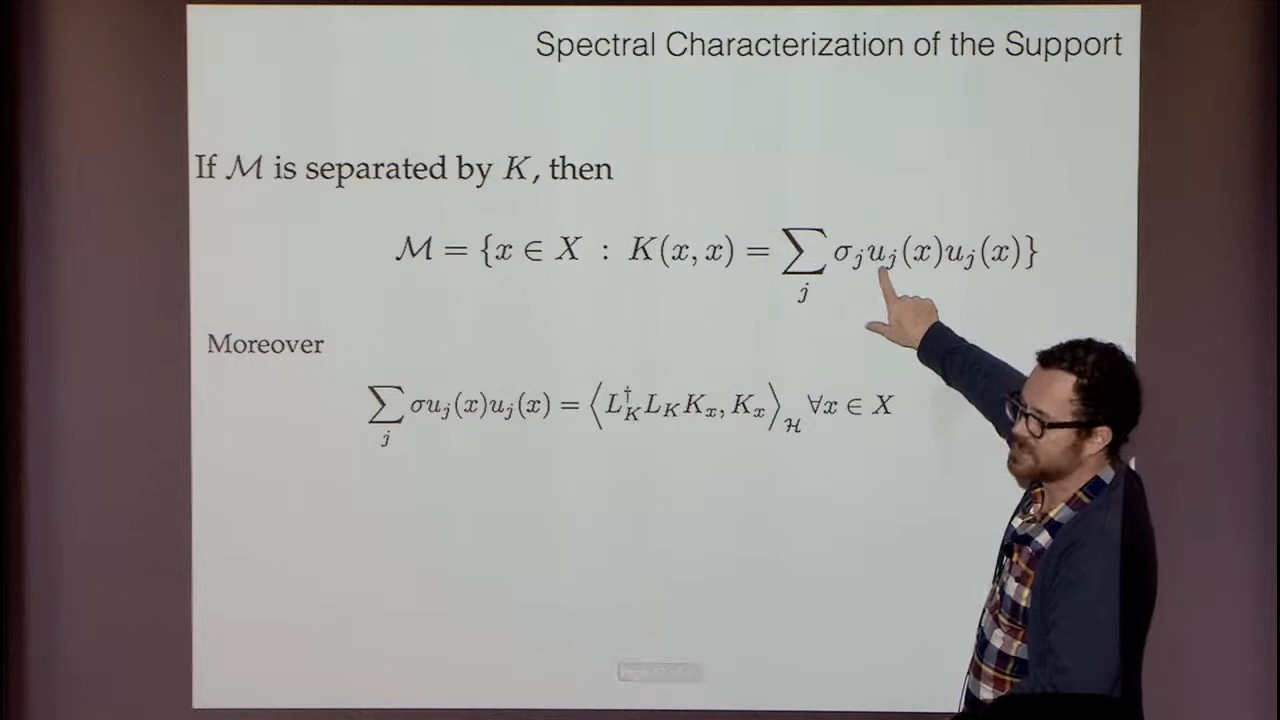 Spectral Characterization of the Support
If ℳ is separated by K, then
ℳ = {x ∈ X : K(x, x) = ∑_j σ_j u_j(x)u_j(x)}
Moreover
∑_j σu_j(x)u_j(x) = ⟨L_K^† L_K K_x, K_x⟩_ℋ ∀x ∈ X